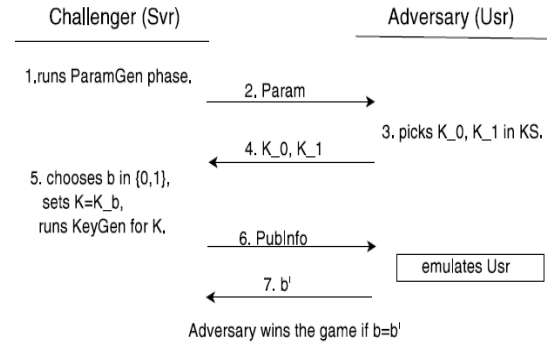 Challenger (Svr)
Adversary (Usr)
1.runs ParamGen phase.
2. Param
3. picks K_0, K_1 in KS.
4. K_0, K_1
5. chooses b in {0,1},
sets K=K_b,
runs KeyGen for K.
6. PubInfo
emulates Usr
7. b'
Adversary wins the game if b=b'